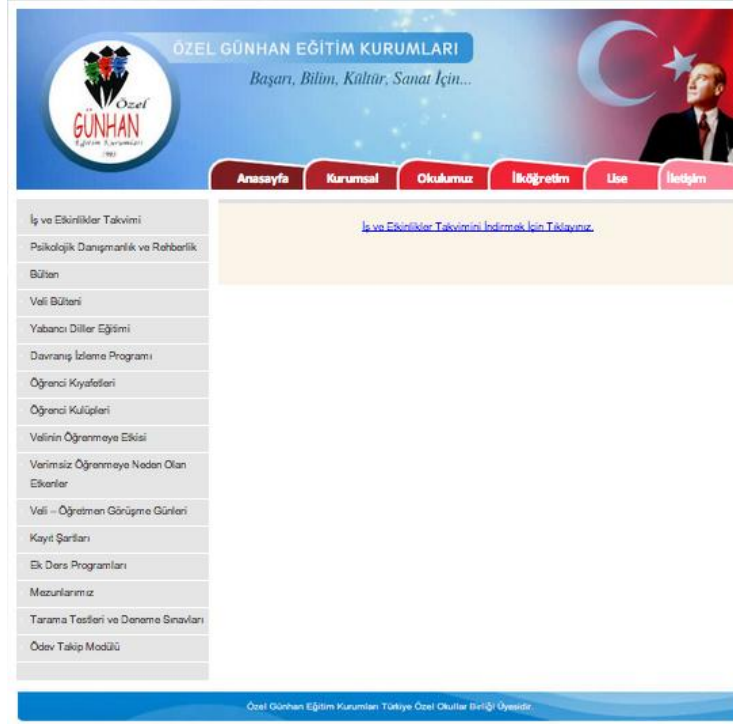 ÖZEL GÜNHAN EĞİTİM KURUMLARI
Başarı, Bilim, Kültür, Sanat İçin...
Özel
GÜNHAN
Eğitim Kurumları
Anasayfa
Kurumsal
Okulumuz
İlköğretim
Lise
İletişim
İş ve Etkinlikler Takvimi
Psikolojik Danışmanlık ve Rehberlik
Bülten
Veli Bülteni
Yabancı Diller Eğitimi
Davranış İzleme Programı
Öğrenci Kıyafetleri
Öğrenci Kulüpleri
Velinin Öğrenmeye Etkisi
Verimsiz Öğrenmeye Neden Olan
Etkenler
Veli – Öğretmen Görüşme Günleri
Kayıt Şartları
Ek Ders Programları
Mezunlarımız
Tarama Testleri ve Deneme Sınavları
Ödev Takip Modülü
İş ve Etkinlikler Takvimini İndirmek İçin Tıklayınız.
Özel Günhan Eğitim Kurumları Türkiye Özel Okullar Birliği Üyesidir.